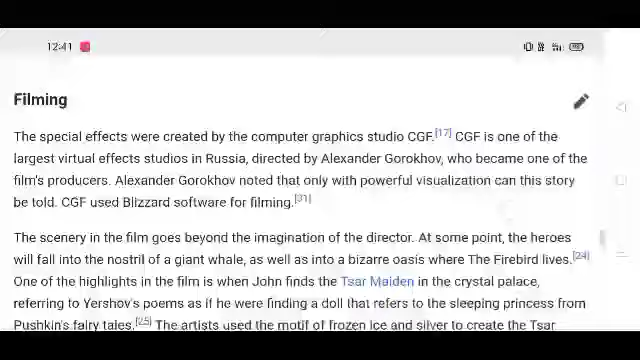 12:41
Filming
The special effects were created by the computer graphics studio CGF.[17] CGF is one of the
largest virtual effects studios in Russia, directed by Alexander Gorokhov, who became one of the
film's producers. Alexander Gorokhov noted that only with powerful visualization can this story
be told. CGF used Blizzard software for filming.[31]
The scenery in the film goes beyond the imagination of the director. At some point, the heroes
will fall into the nostril of a giant whale, as well as into a bizarre oasis where The Firebird lives.[24]
One of the highlights in the film is when John finds the Tsar Maiden in the crystal palace,
referring to Yershov's poems as if he were finding a doll that refers to the sleeping princess from
Pushkin's fairy tales.[25] The artists used the motif of frozen ice and silver to create the Tsar